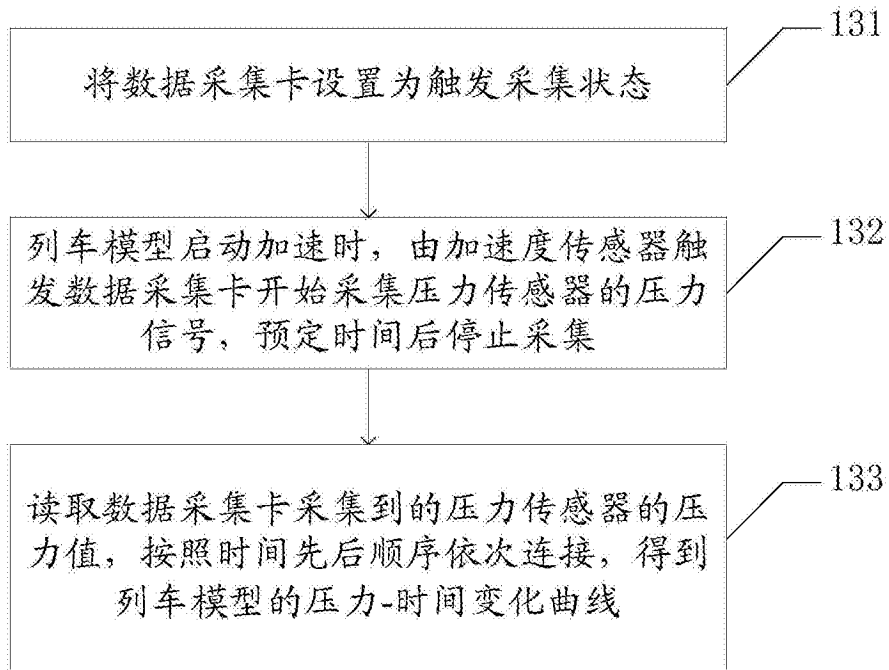 131
将数据采集卡设置为触发采集状态
132
列车模型启动加速时，由加速度传感器触
发数据采集卡开始采集压力传感器的压力
信号，预定时间后停止采集
133
读取数据采集卡采集到的压力传感器的压
力值，按照时间先后顺序依次连接，得到
列车模型的压力-时间变化曲线